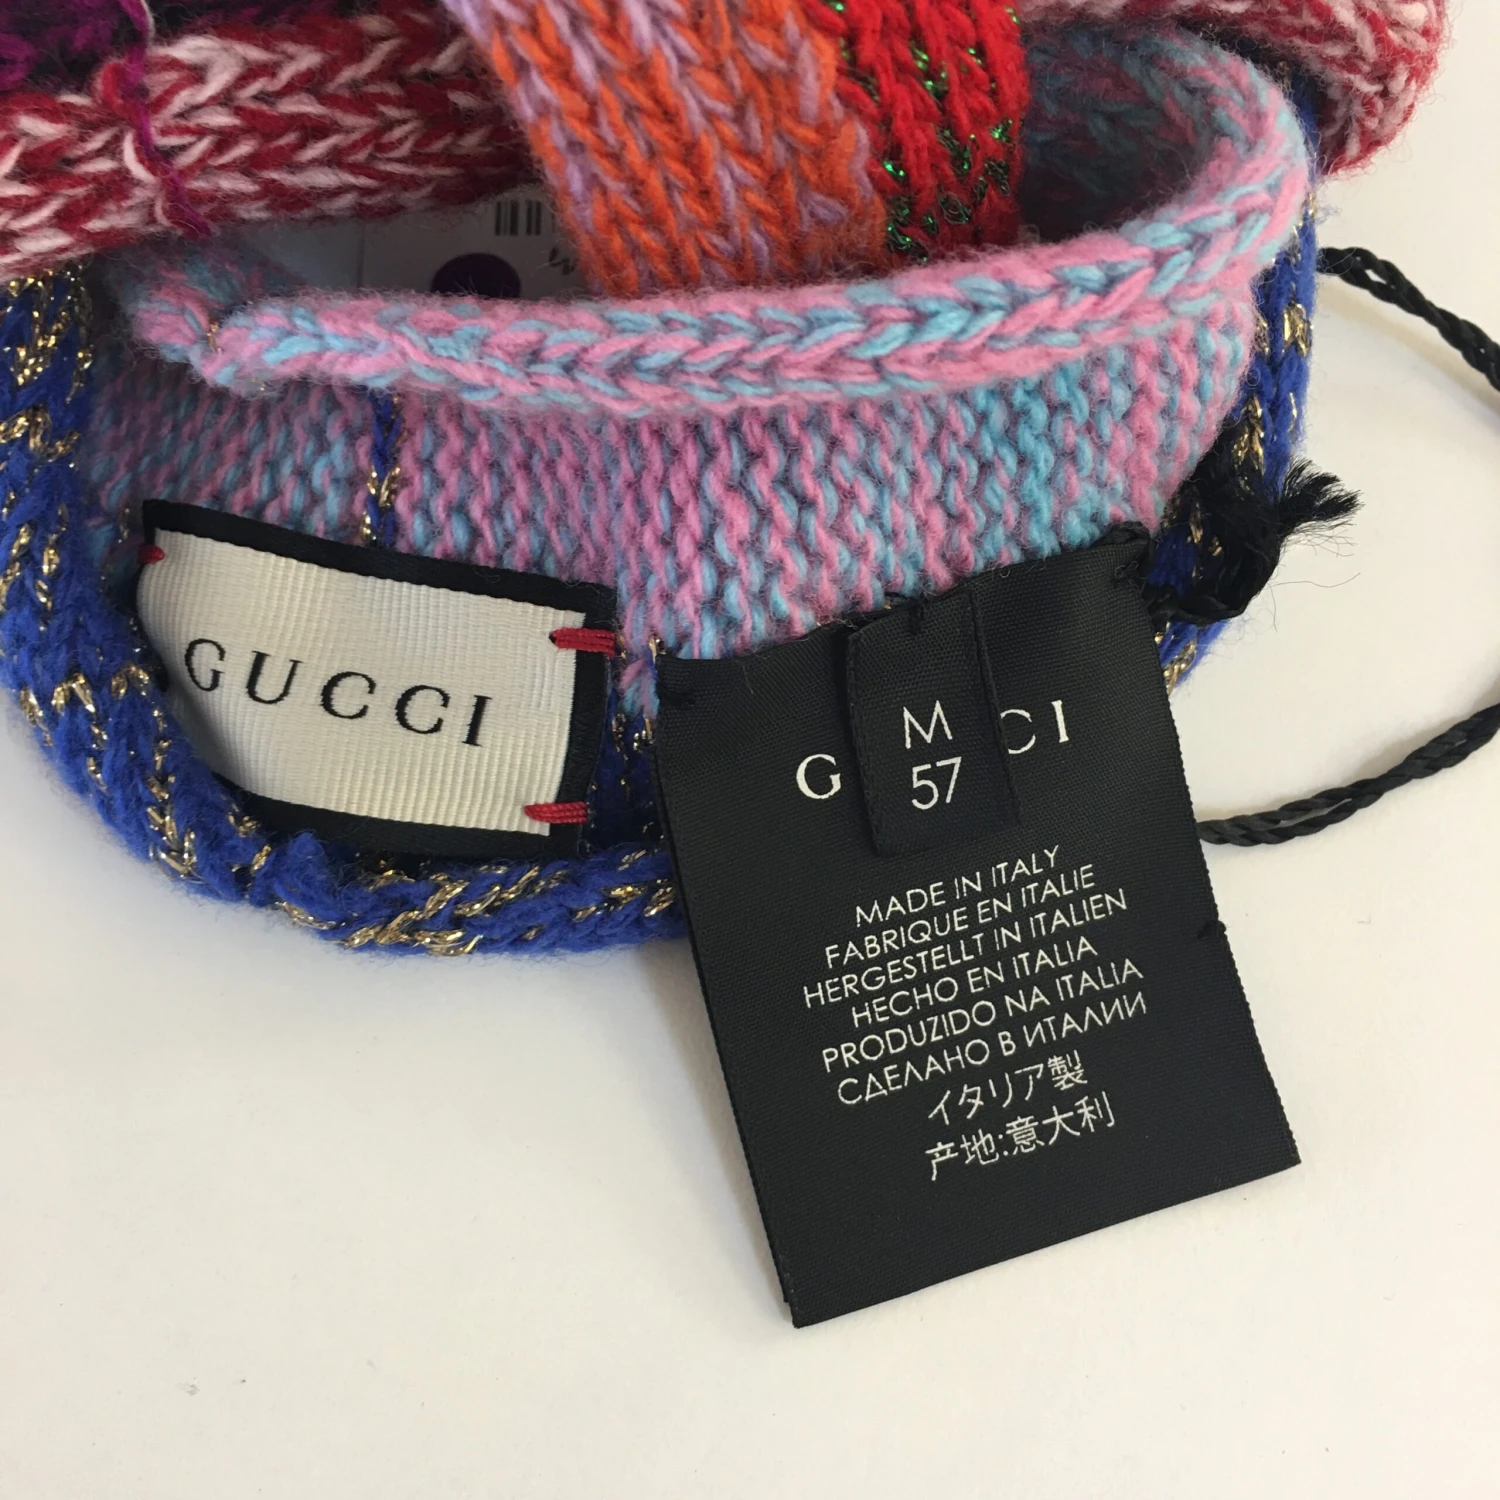 GUCCI
G CI
M
57
MADE IN ITALY
FABRIQUE EN ITALIE
HERGESTELLT IN ITALIEN
HECHO EN ITALIA
PRODUZIDO NA ITALIA
СДЕЛАНО В ИТАЛИИ
イタリア製
产地:意大利